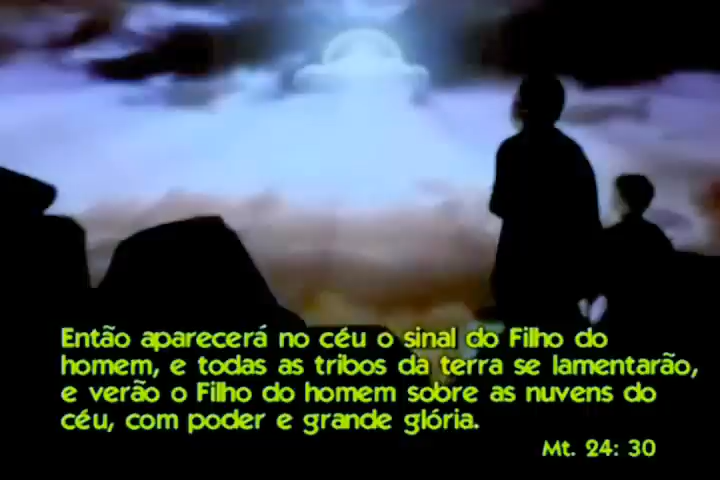 Então aparecerá no céu o sinal do Filho do
homem, e todas as tribos da terra se lamentarão,
e verão o Filho do homem sobre as nuvens do
céu, com poder e grande glória.
Mt. 24: 30